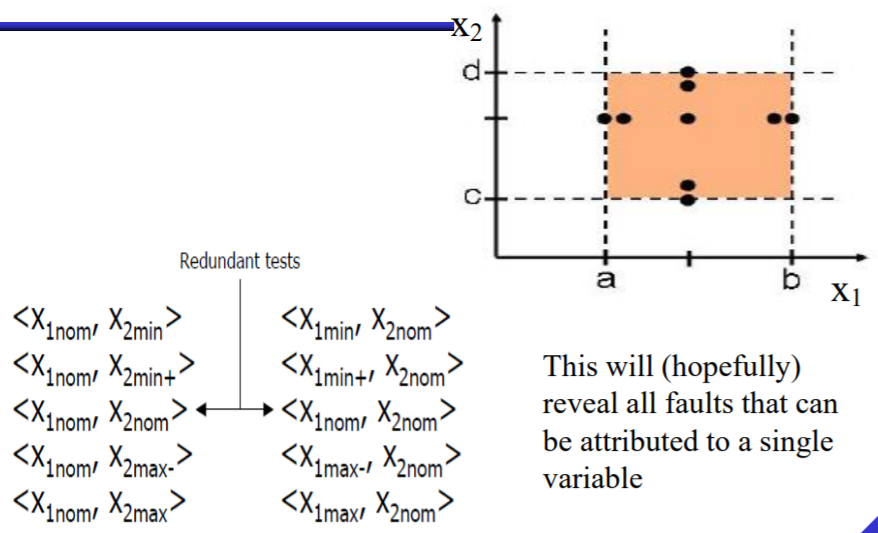 X2
d
c
a
b
X1
Redundant tests
<X1nom, X2min> <X1min, X2nom>
<X1nom, X2min+> <X1min+, X2nom>
<X1nom, X2nom> <X1nom, X2nom>
<X1nom, X2max-> <X1max-, X2nom>
<X1nom, X2max> <X1max, X2nom>
This will (hopefully)
reveal all faults that can
be attributed to a single
variable